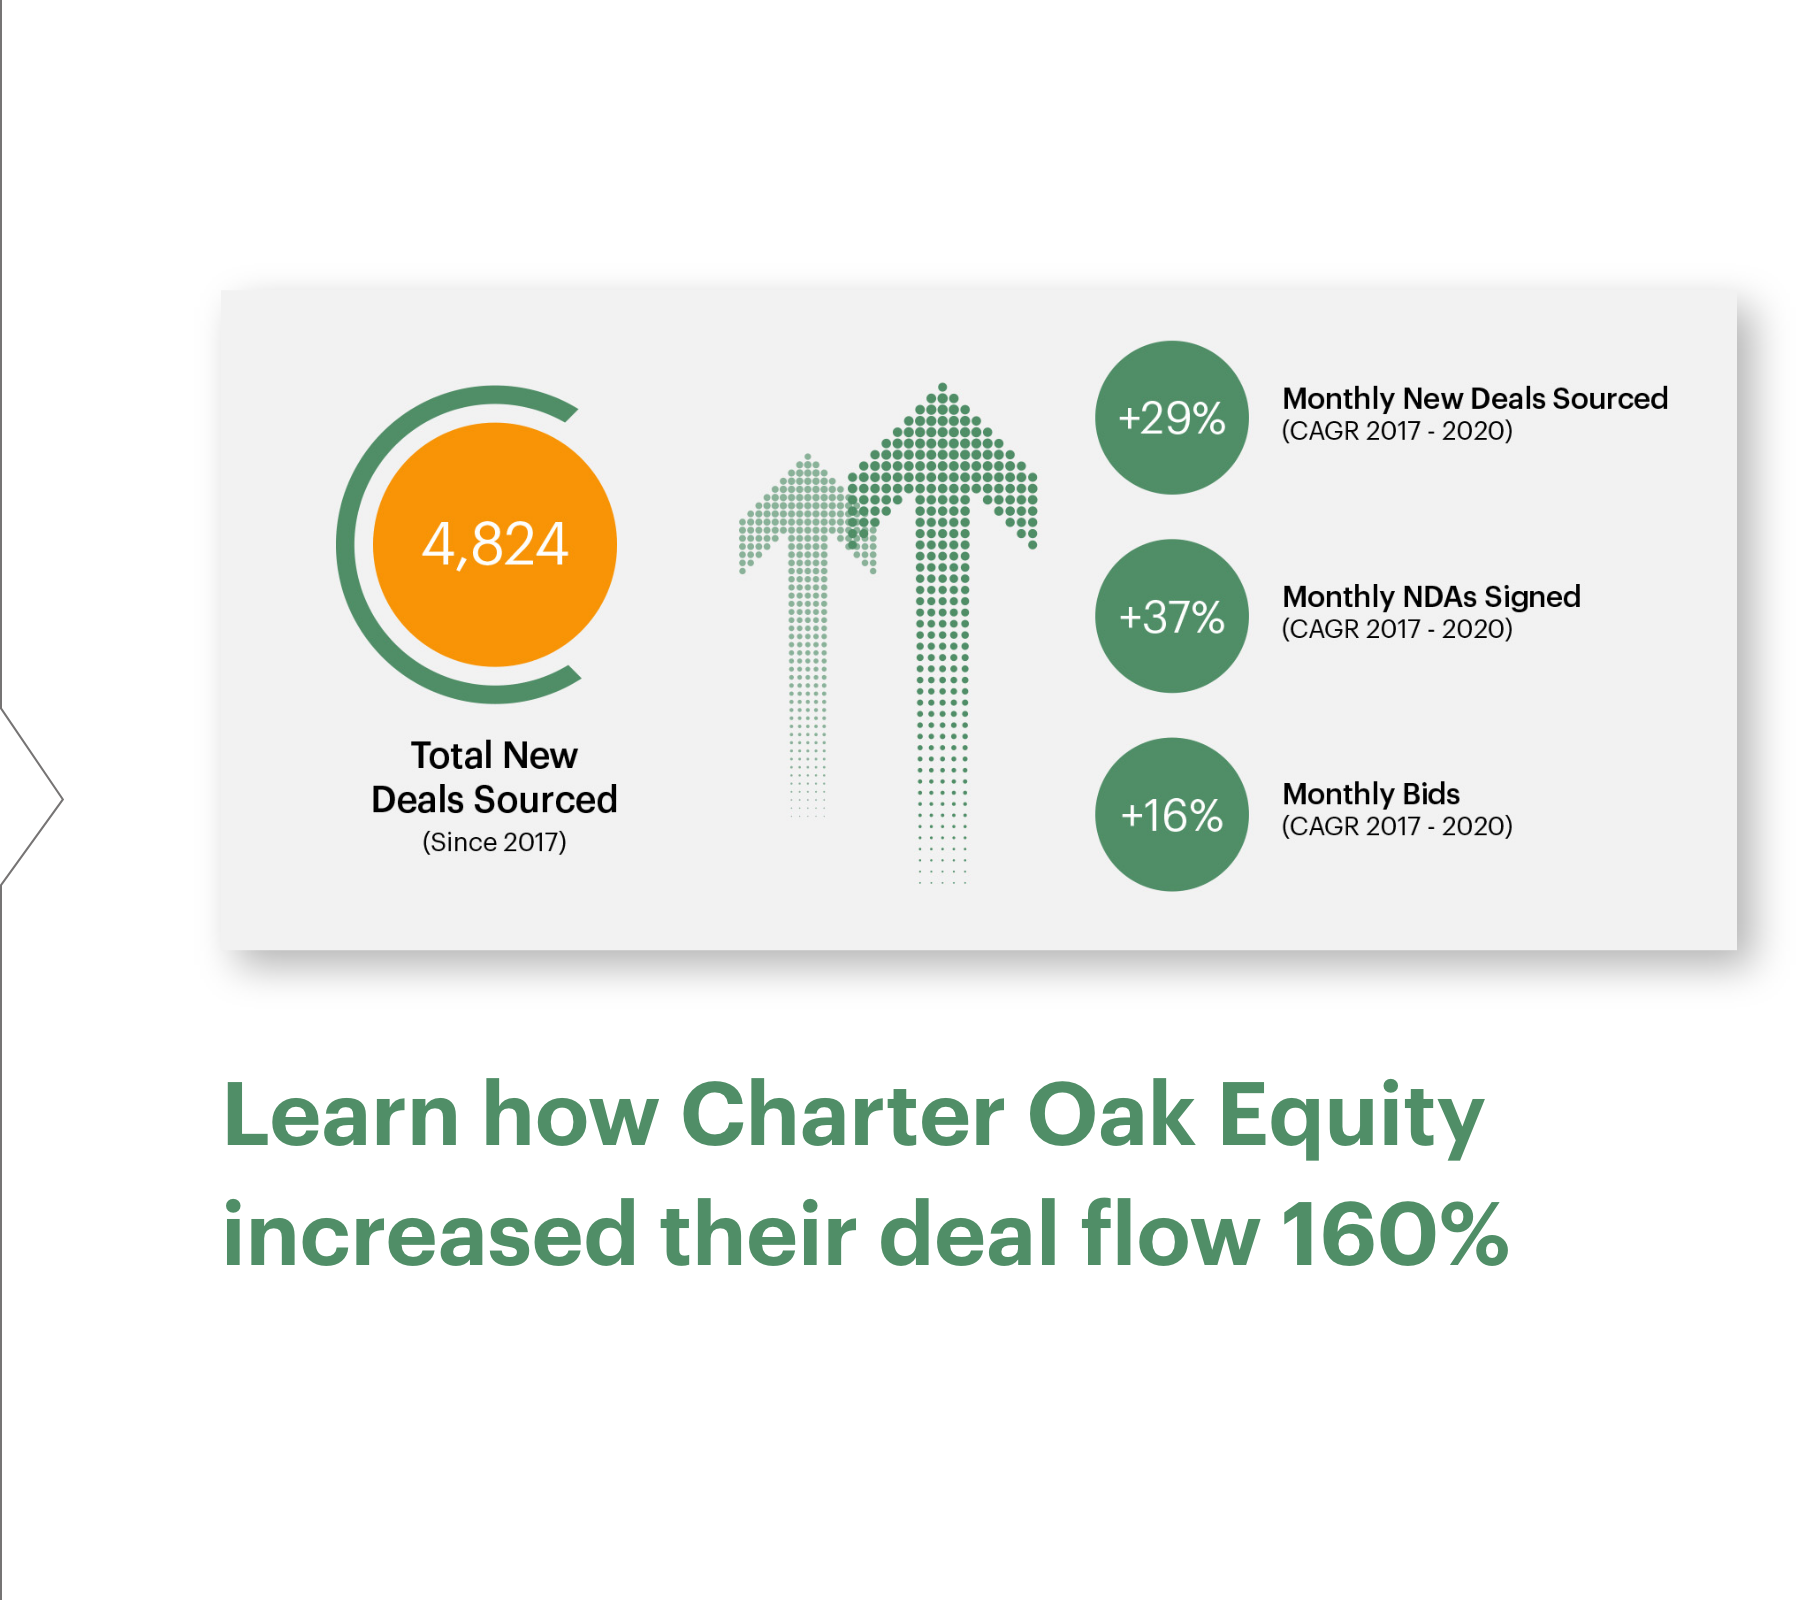 4,824
Total New
Deals Sourced
(Since 2017)
+29%
Monthly New Deals Sourced
(CAGR 2017 - 2020)
+37%
Monthly NDAs Signed
(CAGR 2017 - 2020)
+16%
Monthly Bids
(CAGR 2017 - 2020)
Learn how Charter Oak Equity
increased their deal flow 160%